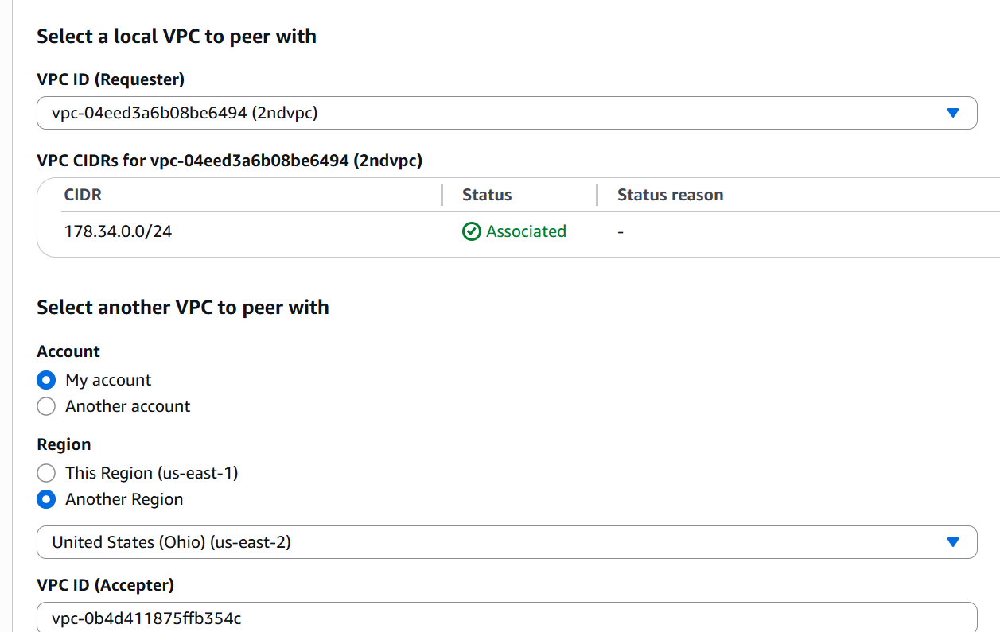 Select a local VPC to peer with
VPC ID (Requester)
vpc-04eed3a6b08be6494 (2ndvpc)
VPC CIDRs for vpc-04eed3a6b08be6494 (2ndvpc)
CIDR Status Status reason
178.34.0.0/24 Associated -
Select another VPC to peer with
Account
My account
Another account
Region
This Region (us-east-1)
Another Region
United States (Ohio) (us-east-2)
VPC ID (Accepter)
vpc-0b4d411875ffb354c